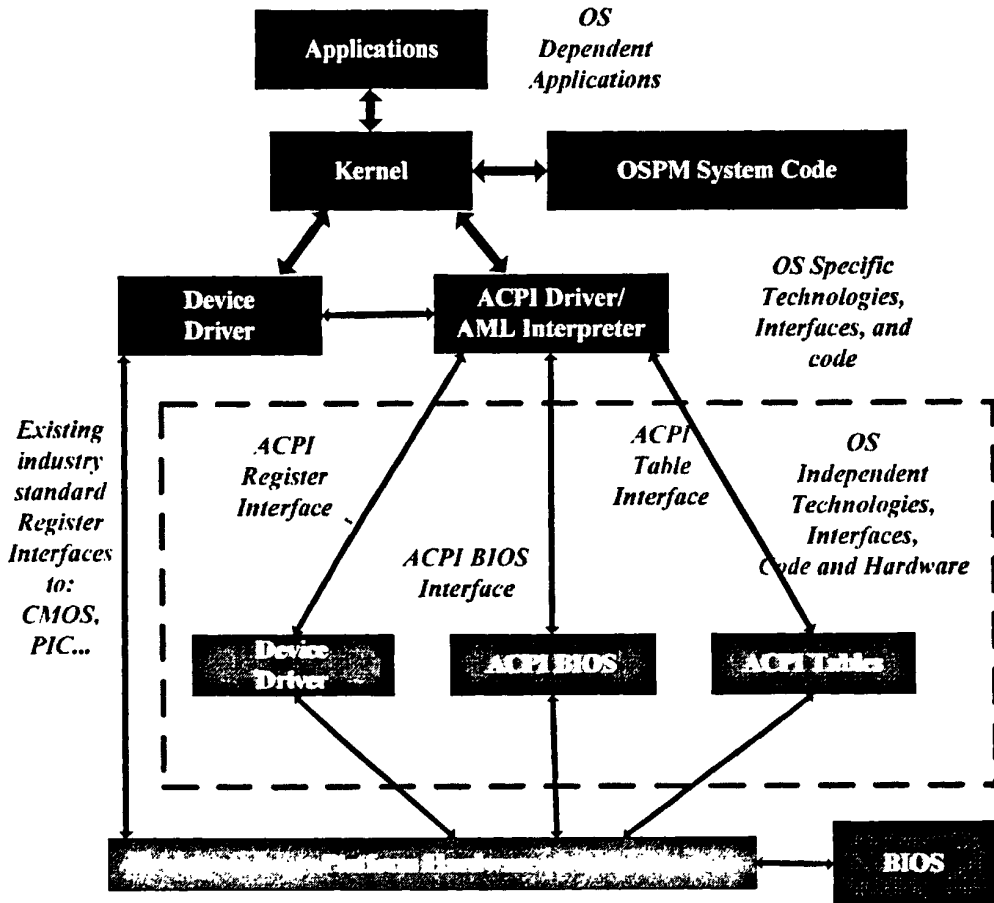 Applications
OS
Dependent
Applications
Kernel
OSPM System Code
Device
Driver
ACPI Driver/
AML Interpreter
OS Specific
Technologies,
Interfaces, and
code
Existing
industry
standard
Register
Interfaces
to:
CMOS,
PIC...
ACPI
Register
Interface
ACPI BIOS
Interface
ACPI
Table
Interface
OS
Independent
Technologies,
Interfaces,
Code and Hardware
Device
Driver
ACPI BIOS
ACPI Tables
BIOS